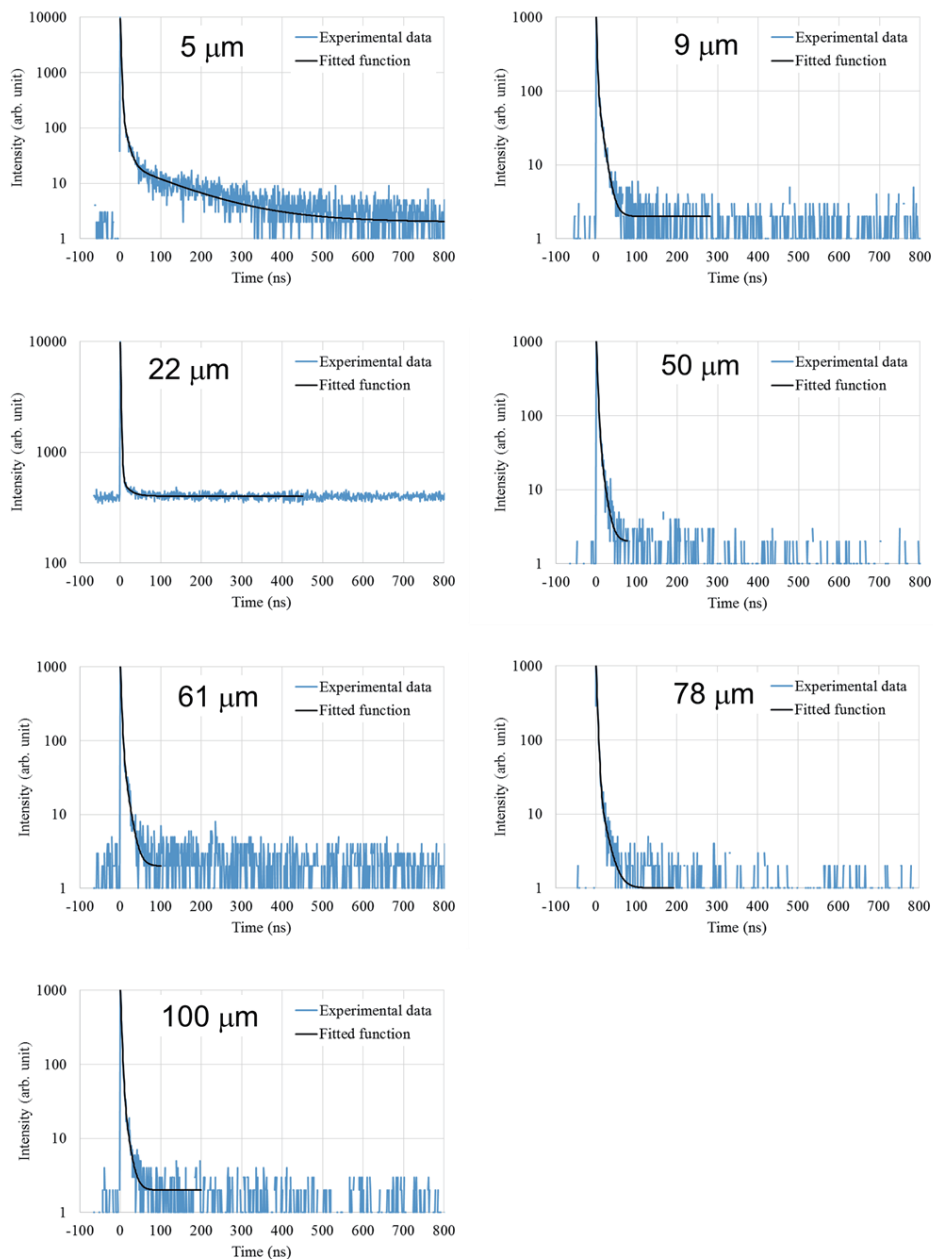 5 μm
Experimental data
Fitted function
Intensity (arb. unit)
10000
1000
100
10
1
-100 0 100 200 300 400 500 600 700 800
Time (ns)
9 μm
Experimental data
Fitted function
Intensity (arb. unit)
1000
100
10
1
-100 0 100 200 300 400 500 600 700 800
Time (ns)
22 μm
Experimental data
Fitted function
Intensity (arb. unit)
10000
1000
100
-100 0 100 200 300 400 500 600 700 800
Time (ns)
50 μm
Experimental data
Fitted function
Intensity (arb. unit)
1000
100
10
1
-100 0 100 200 300 400 500 600 700 800
Time (ns)
61 μm
Experimental data
Fitted function
Intensity (arb. unit)
1000
100
10
1
-100 0 100 200 300 400 500 600 700 800
Time (ns)
78 μm
Experimental data
Fitted function
Intensity (arb. unit)
1000
100
10
1
-100 0 100 200 300 400 500 600 700 800
Time (ns)
100 μm
Experimental data
Fitted function
Intensity (arb. unit)
1000
100
10
1
-100 0 100 200 300 400 500 600 700 800
Time (ns)